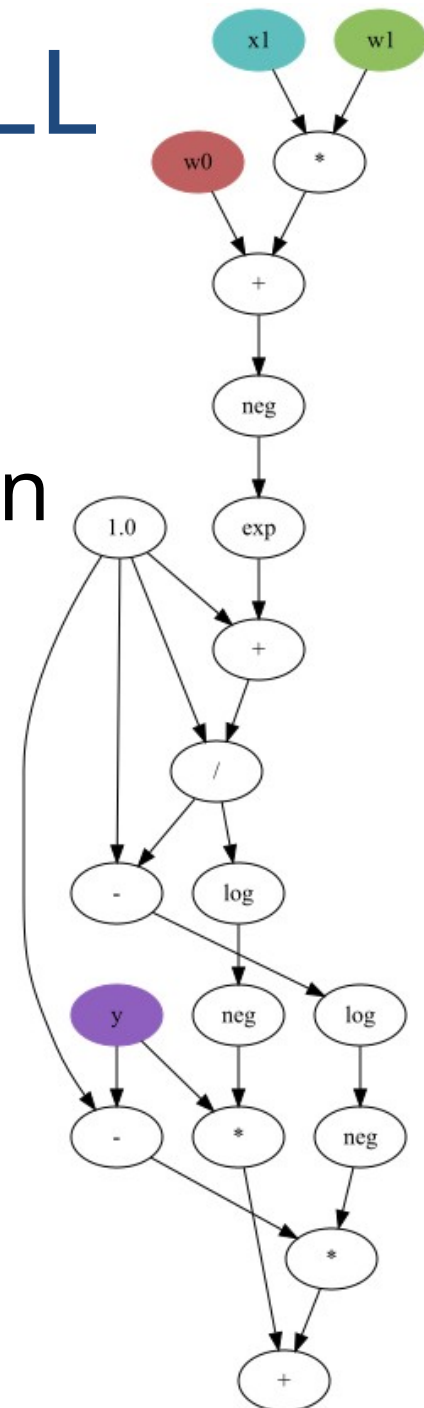 x1 w1
LL
w0 *
+
neg
n
1.0 exp
+
/
- log
y neg log
- * neg
*
+